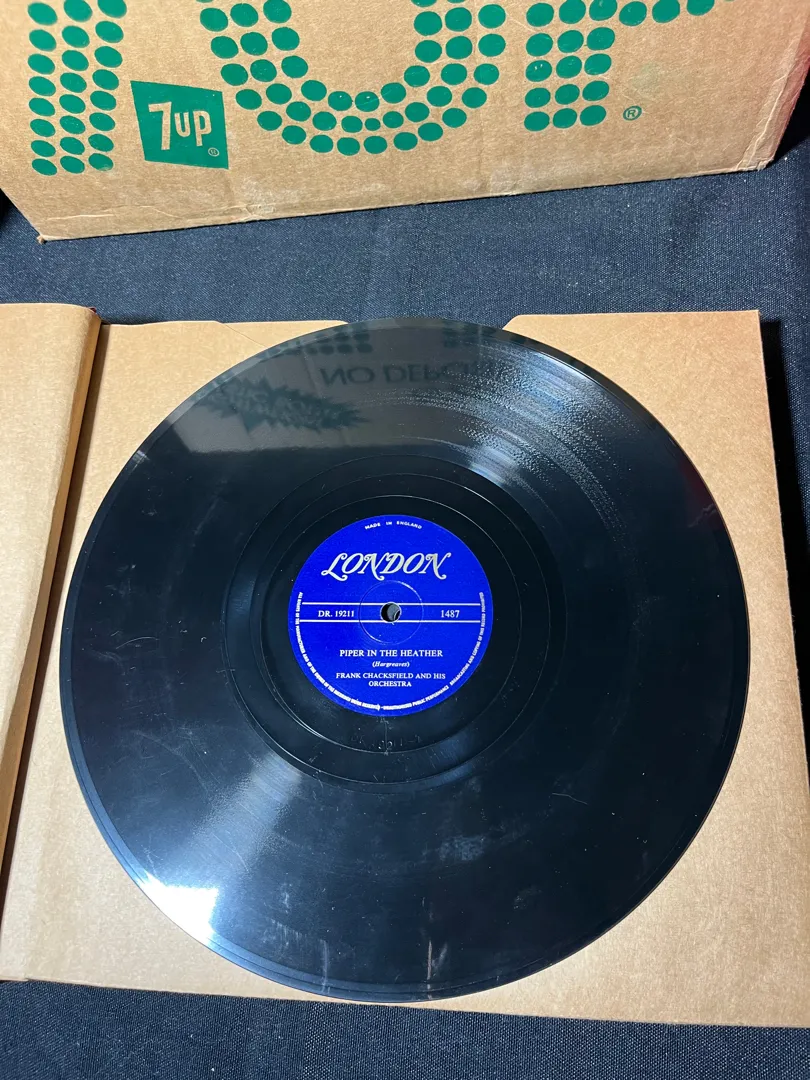 7up
®
®
NO DEPO
MADE IN ENGLAND
LONDON
DR. 19211
1487
PIPER IN THE HEATHER
(Hargreaves)
FRANK CHACKSFIELD AND HIS
ORCHESTRA